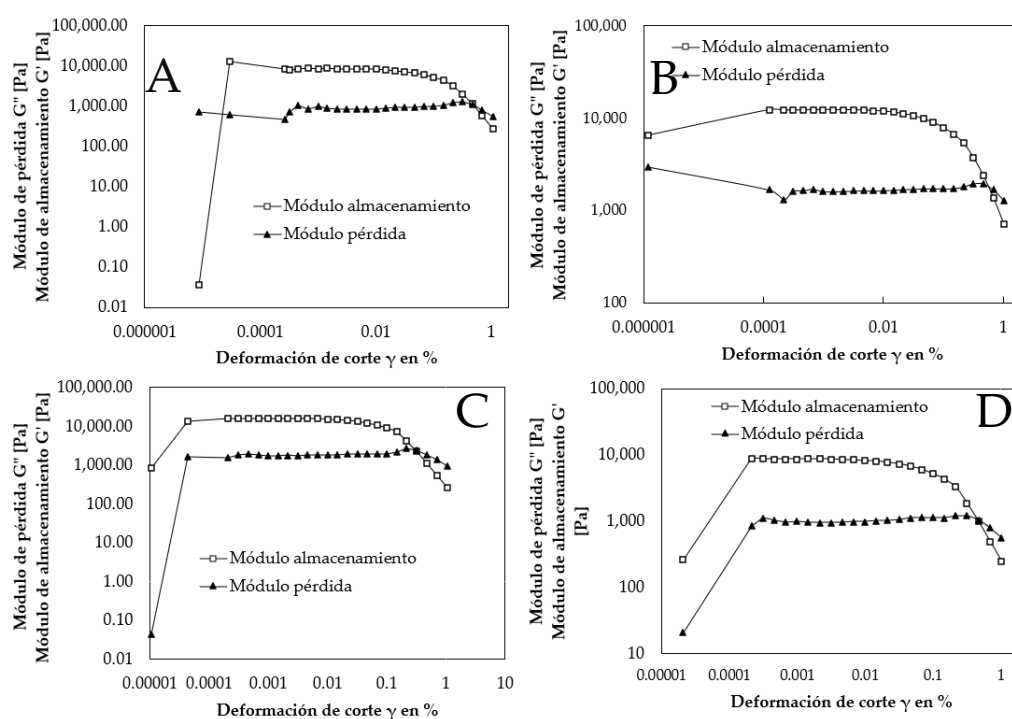 A
Módulo de pérdida G" [Pa]
Módulo de almacenamiento G' [Pa]
100,000.00
10,000.00
1,000.00
100.00
10.00
1.00
0.10
0.01
Módulo almacenamiento
Módulo pérdida
0.000001
0.0001
0.01
1
Deformación de corte γ en %
B
Módulo de pérdida G" [Pa]
Módulo de almacenamiento G' [Pa]
100,000
10,000
1,000
100
Módulo almacenamiento
Módulo pérdida
0.000001
0.0001
0.01
1
Deformación de corte γ en %
C
Módulo de pérdida G" [Pa]
Módulo de almacenamiento G' [Pa]
100,000.00
10,000.00
1,000.00
100.00
10.00
1.00
0.10
0.01
Módulo almacenamiento
Módulo pérdida
0.00001
0.0001
0.001
0.01
0.1
1
10
Deformación de corte γ en %
D
Módulo de pérdida G" [Pa]
Módulo de almacenamiento G'
[Pa]
100,000
10,000
1,000
100
10
Módulo almacenamiento
Módulo pérdida
0.00001
0.0001
0.001
0.01
0.1
1
Deformación de corte γ en %